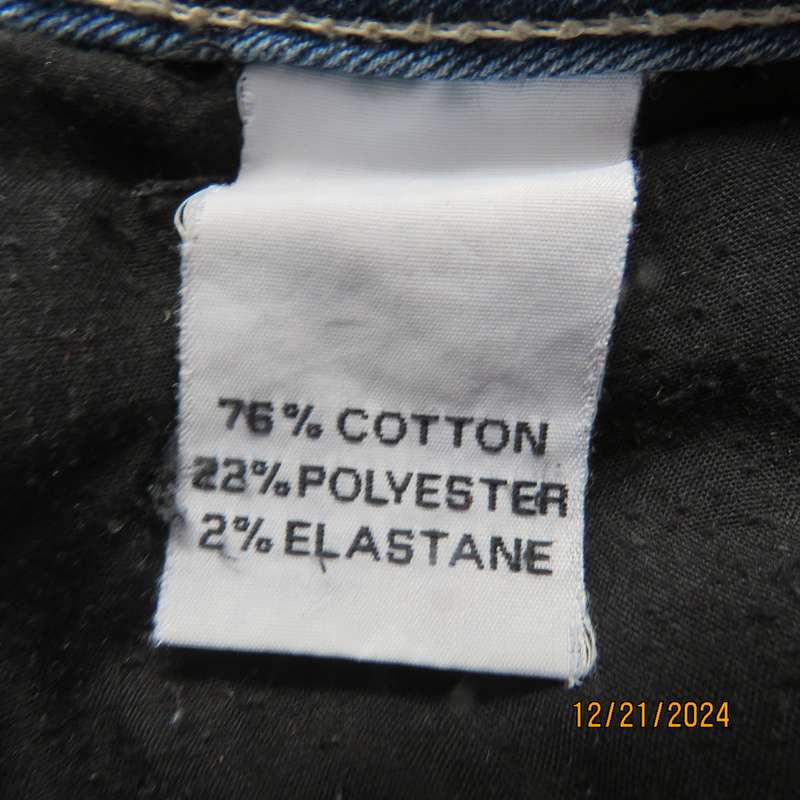 76% COTTON
22% POLYESTER
2% ELASTANE
12/21/2024